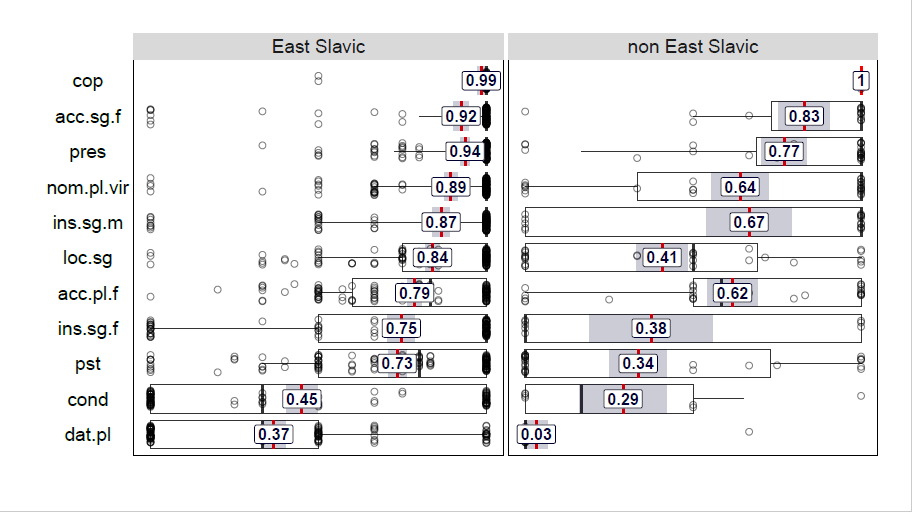 East Slavic non East Slavic
cop 0.99 1
acc.sg.f 0.92 0.83
pres 0.94 0.77
nom.pl.vir 0.89 0.64
ins.sg.m 0.87 0.67
loc.sg 0.84 0.41
acc.pl.f 0.79 0.62
ins.sg.f 0.75 0.38
pst 0.73 0.34
cond 0.45 0.29
dat.pl 0.37 0.03